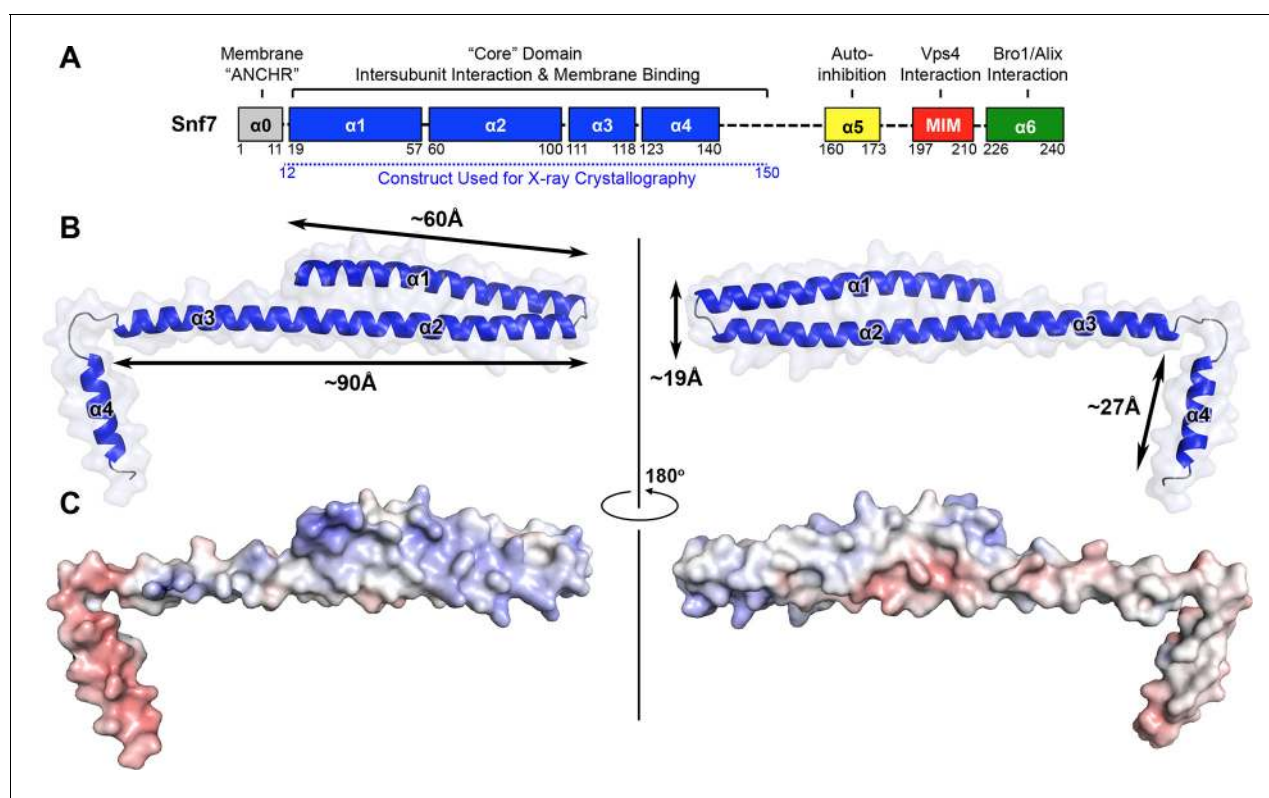 A
Membrane
“ANCHR”
“Core” Domain
Intersubunit Interaction & Membrane Binding
Auto-
inhibition
Vps4
Interaction
Bro1/Alix
Interaction
Snf7
α0 α1 α2 α3 α4 α5 MIM α6
1 11 19 57 60 100 111 118 123 140 160 173 197 210 226 240
12 150
Construct Used for X-ray Crystallography
B
~60Å
α1
α3 α2
~90Å
α4
α1
α2 α3
~19Å
~27Å
α4
180°
C